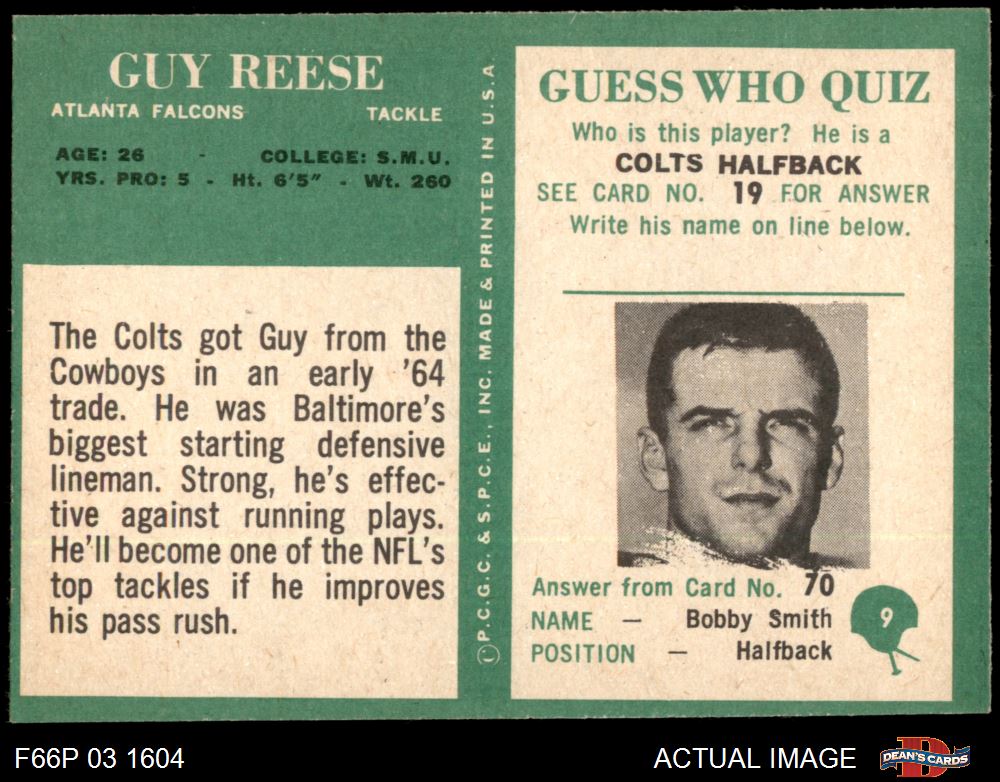 GUY REESE
ATLANTA FALCONS TACKLE
AGE: 26 - COLLEGE: S.M.U.
YRS. PRO: 5 - Ht. 6'5" - Wt. 260
The Colts got Guy from the
Cowboys in an early '64
trade. He was Baltimore's
biggest starting defensive
lineman. Strong, he's effec-
tive against running plays.
He'll become one of the NFL's
top tackles if he improves
his pass rush.
© P.C.G.C. & S.P.C.E., INC. MADE & PRINTED IN U.S.A.
GUESS WHO QUIZ
Who is this player? He is a
COLTS HALFBACK
SEE CARD NO. 19 FOR ANSWER
Write his name on line below.
Answer from Card No. 70
NAME — Bobby Smith
POSITION — Halfback
9
F66P 03 1604
ACTUAL IMAGE
DEAN'S CARDS